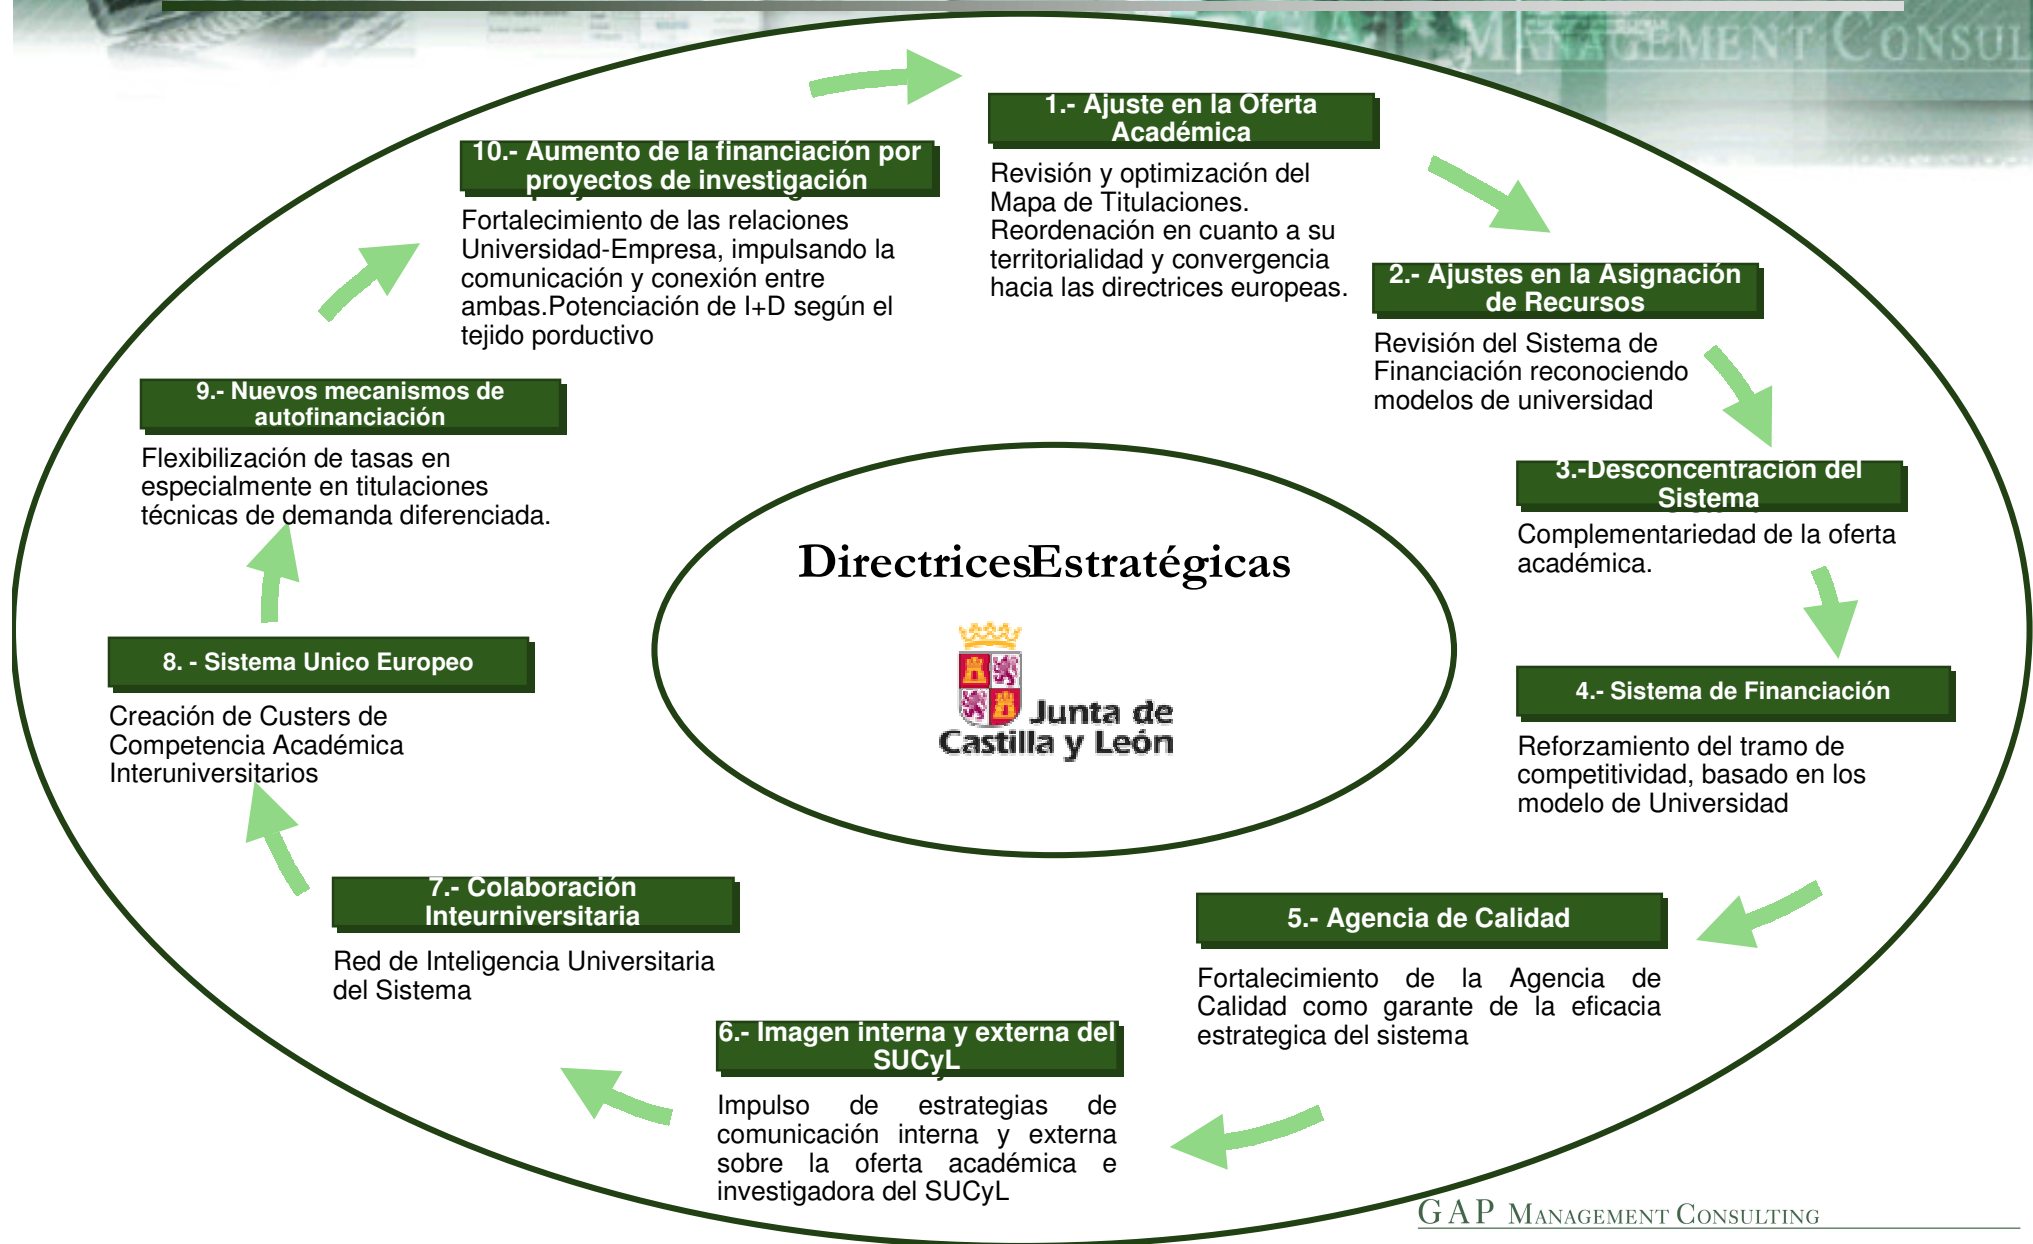 MANAGEMENT CONSUL
1.- Ajuste en la Oferta
Académica
Revisión y optimización del
Mapa de Titulaciones.
Reordenación en cuanto a su
territorialidad y convergencia
hacia las directrices europeas.
2.- Ajustes en la Asignación
de Recursos
Revisión del Sistema de
Financiación reconociendo
modelos de universidad
3.-Desconcentración del
Sistema
Complementariedad de la oferta
académica.
4.- Sistema de Financiación
Reforzamiento del tramo de
competitividad, basado en los
modelo de Universidad
5.- Agencia de Calidad
Fortalecimiento de la Agencia de
Calidad como garante de la eficacia
estrategica del sistema
6.- Imagen interna y externa del
SUCyL
Impulso de estrategias de
comunicación interna y externa
sobre la oferta académica e
investigadora del SUCyL
7.- Colaboración
Inteurniversitaria
Red de Inteligencia Universitaria
del Sistema
8. - Sistema Unico Europeo
Creación de Custers de
Competencia Académica
Interuniversitarios
9.- Nuevos mecanismos de
autofinanciación
Flexibilización de tasas en
especialmente en titulaciones
técnicas de demanda diferenciada.
10.- Aumento de la financiación por
proyectos de investigación
Fortalecimiento de las relaciones
Universidad-Empresa, impulsando la
comunicación y conexión entre
ambas.Potenciación de I+D según el
tejido porductivo
DirectricesEstratégicas
Junta de
Castilla y León
GAP MANAGEMENT CONSULTING